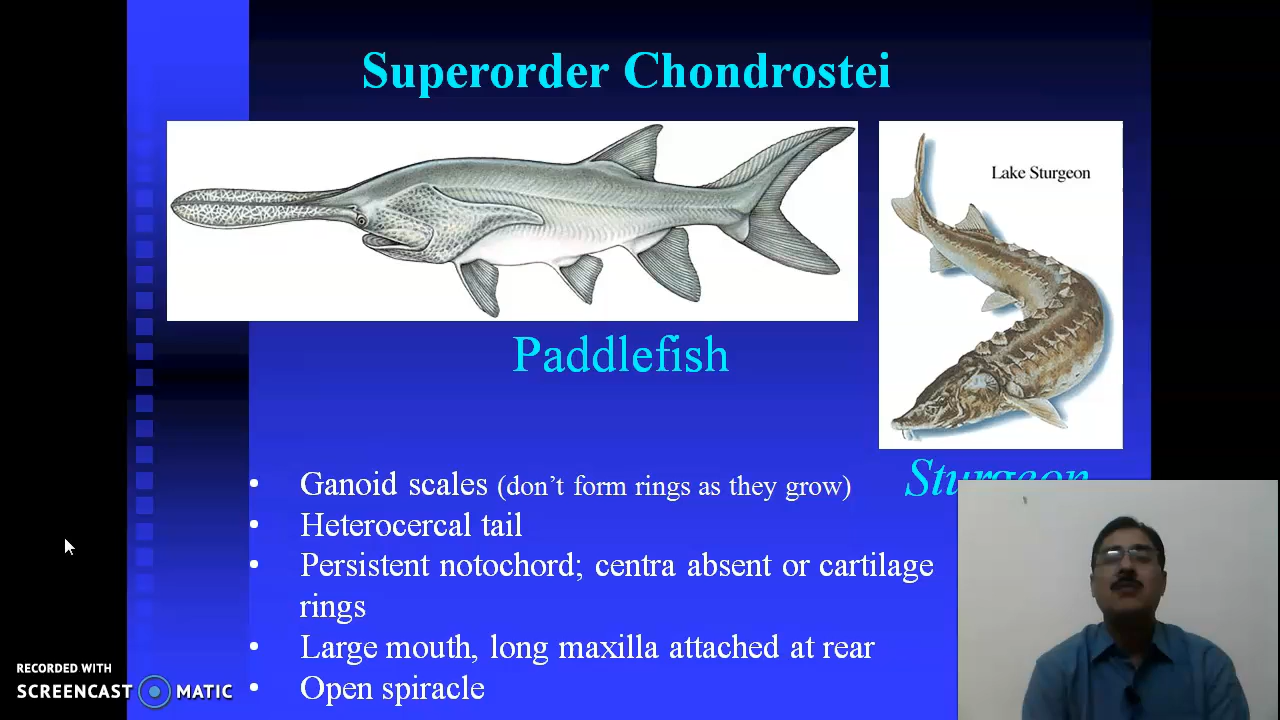 Superorder Chondrostei
Lake Sturgeon
Paddlefish
Sturgeon
• Ganoid scales (don’t form rings as they grow)
• Heterocercal tail
• Persistent notochord; centra absent or cartilage
rings
• Large mouth, long maxilla attached at rear
• Open spiracle
RECORDED WITH
SCREENCAST MATIC